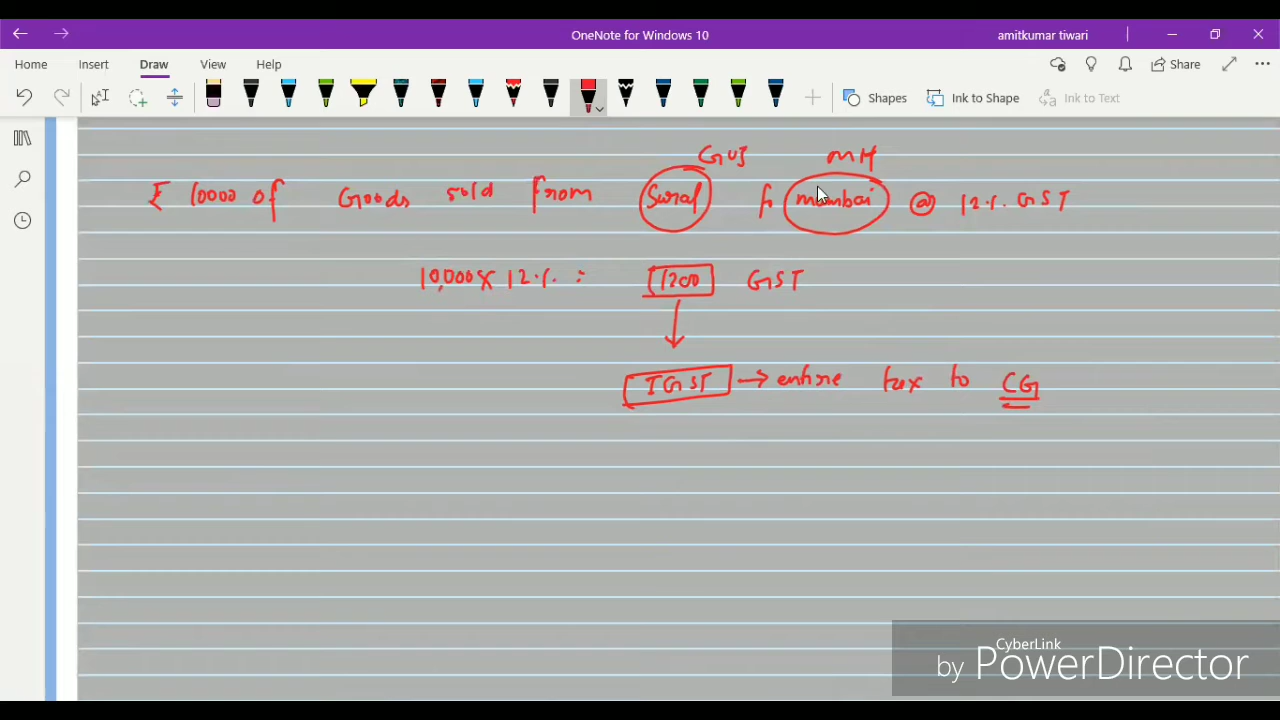 OneNote for Windows 10
amitkumar tiwari
Home Insert Draw View Help
Share
Shapes Ink to Shape Ink to Text
GUJ MH
₹ 10000 of Goods sold from Surat to mumbai @ 12% GST
10,000 x 12% = 1200 GST
IGST → entire tax to CG
CyberLink
by PowerDirector